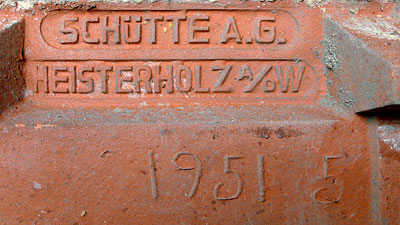 SCHÜTTE A.G.
HEISTERHOLZ A/D W
1951 5